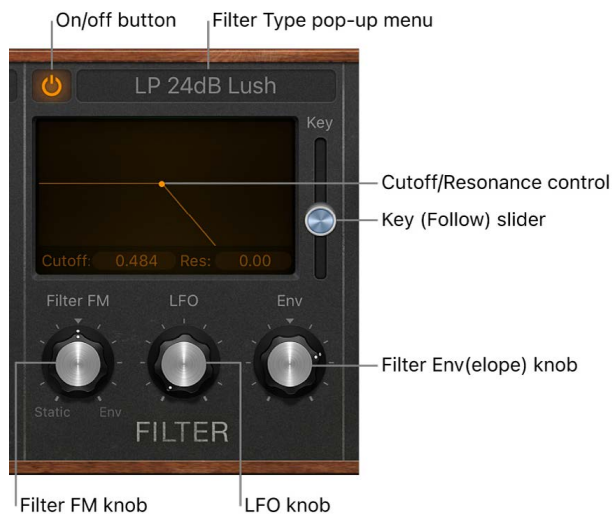 On/off button
Filter Type pop-up menu
LP 24dB Lush
Key
Cutoff/Resonance control
Key (Follow) slider
Cutoff: 0.484 Res: 0.00
Filter FM
LFO
Env
Filter Env(elope) knob
Static
Env
FILTER
Filter FM knob
LFO knob